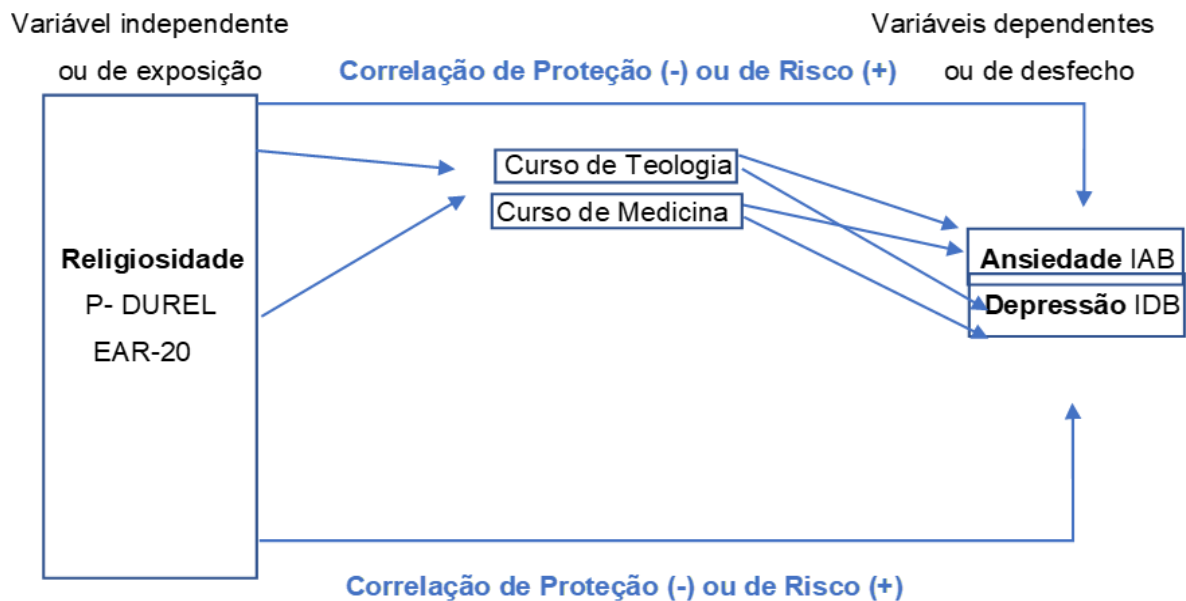 Variável independente
ou de exposição
Correlação de Proteção (-) ou de Risco (+)
Variáveis dependentes
ou de desfecho
Curso de Teologia
Curso de Medicina
Religiosidade
P- DUREL
EAR-20
Ansiedade IAB
Depressão IDB
Correlação de Proteção (-) ou de Risco (+)